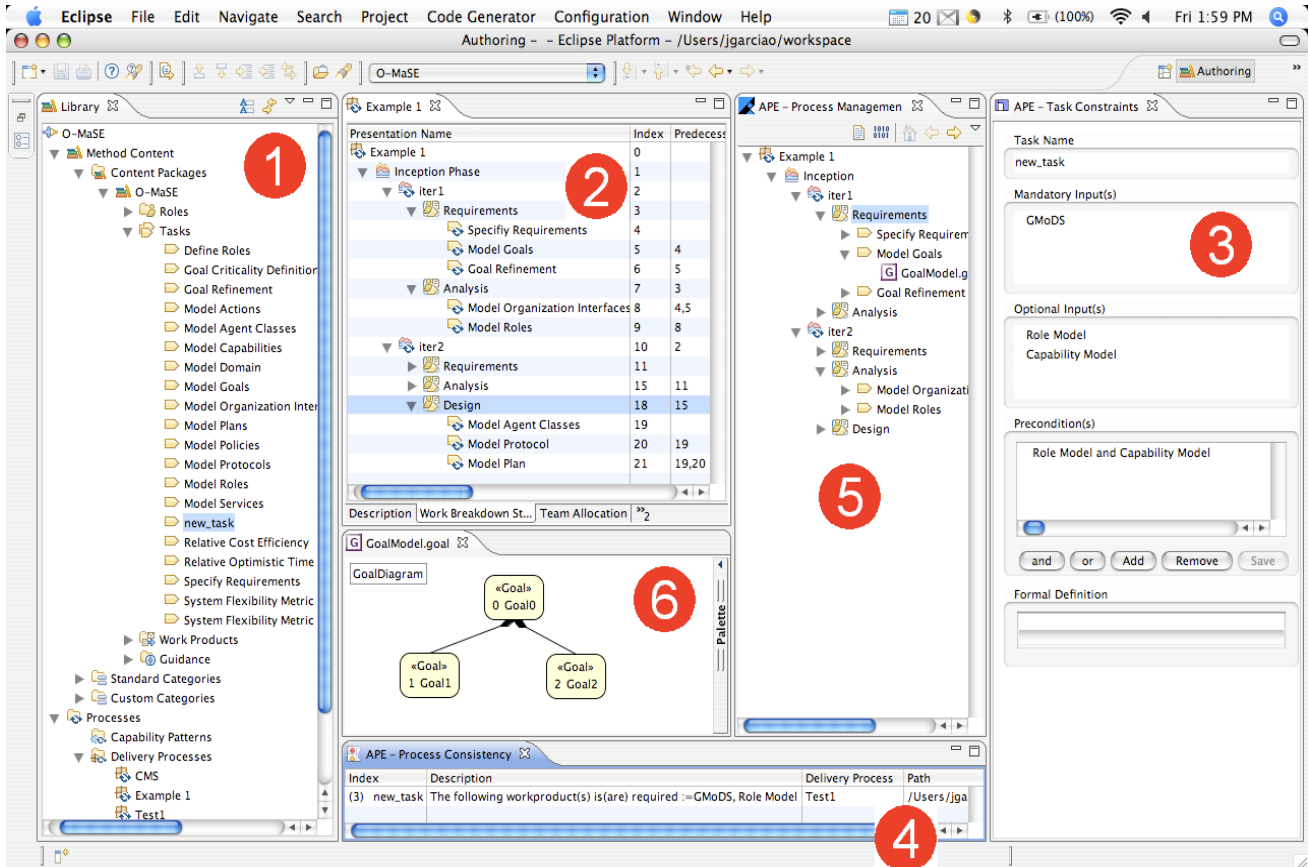 Eclipse File Edit Navigate Search Project Code Generator Configuration Window Help 20 (100%) Fri 1:59 PM
Authoring - - Eclipse Platform - /Users/jgarciao/workspace
O-MaSE
Authoring
Library
O-MaSE
Method Content
Content Packages
O-MaSE
Roles
Tasks
Define Roles
Goal Criticality Definition
Goal Refinement
Model Actions
Model Agent Classes
Model Capabilities
Model Domain
Model Goals
Model Organization Inter
Model Plans
Model Policies
Model Protocols
Model Roles
Model Services
new_task
Relative Cost Efficiency
Relative Optimistic Time
Specify Requirements
System Flexibility Metric
System Flexibility Metric
Work Products
Guidance
Standard Categories
Custom Categories
Processes
Capability Patterns
Delivery Processes
CMS
Example 1
Test1
1
Example 1
Presentation Name Index Predecess
Example 1 0
Inception Phase 1
iter1 2
Requirements 3
Specifiy Requirements 4
Model Goals 5 4
Goal Refinement 6 5
Analysis 7 3
Model Organization Interfaces 8 4,5
Model Roles 9 8
iter2 10 2
Requirements 11
Analysis 15 11
Design 18 15
Model Agent Classes 19
Model Protocol 20 19
Model Plan 21 19,20
2
Description Work Breakdown St... Team Allocation »2
GoalModel.goal
GoalDiagram
«Goal»
0 Goal0
«Goal»
1 Goal1
«Goal»
2 Goal2
Palette
6
APE - Process Managemen
1010
Example 1
Inception
iter1
Requirements
Specify Requirem
Model Goals
G GoalModel.g
Goal Refinement
Analysis
iter2
Requirements
Analysis
Model Organizati
Model Roles
Design
5
APE - Task Constraints
Task Name
new_task
Mandatory Input(s)
GMoDS
3
Optional Input(s)
Role Model
Capability Model
Precondition(s)
Role Model and Capability Model
and or Add Remove Save
Formal Definition
APE - Process Consistency
Index Description Delivery Process Path
(3) new_task The following workproduct(s) is(are) required :=GMoDS, Role Model Test1 /Users/jga
4